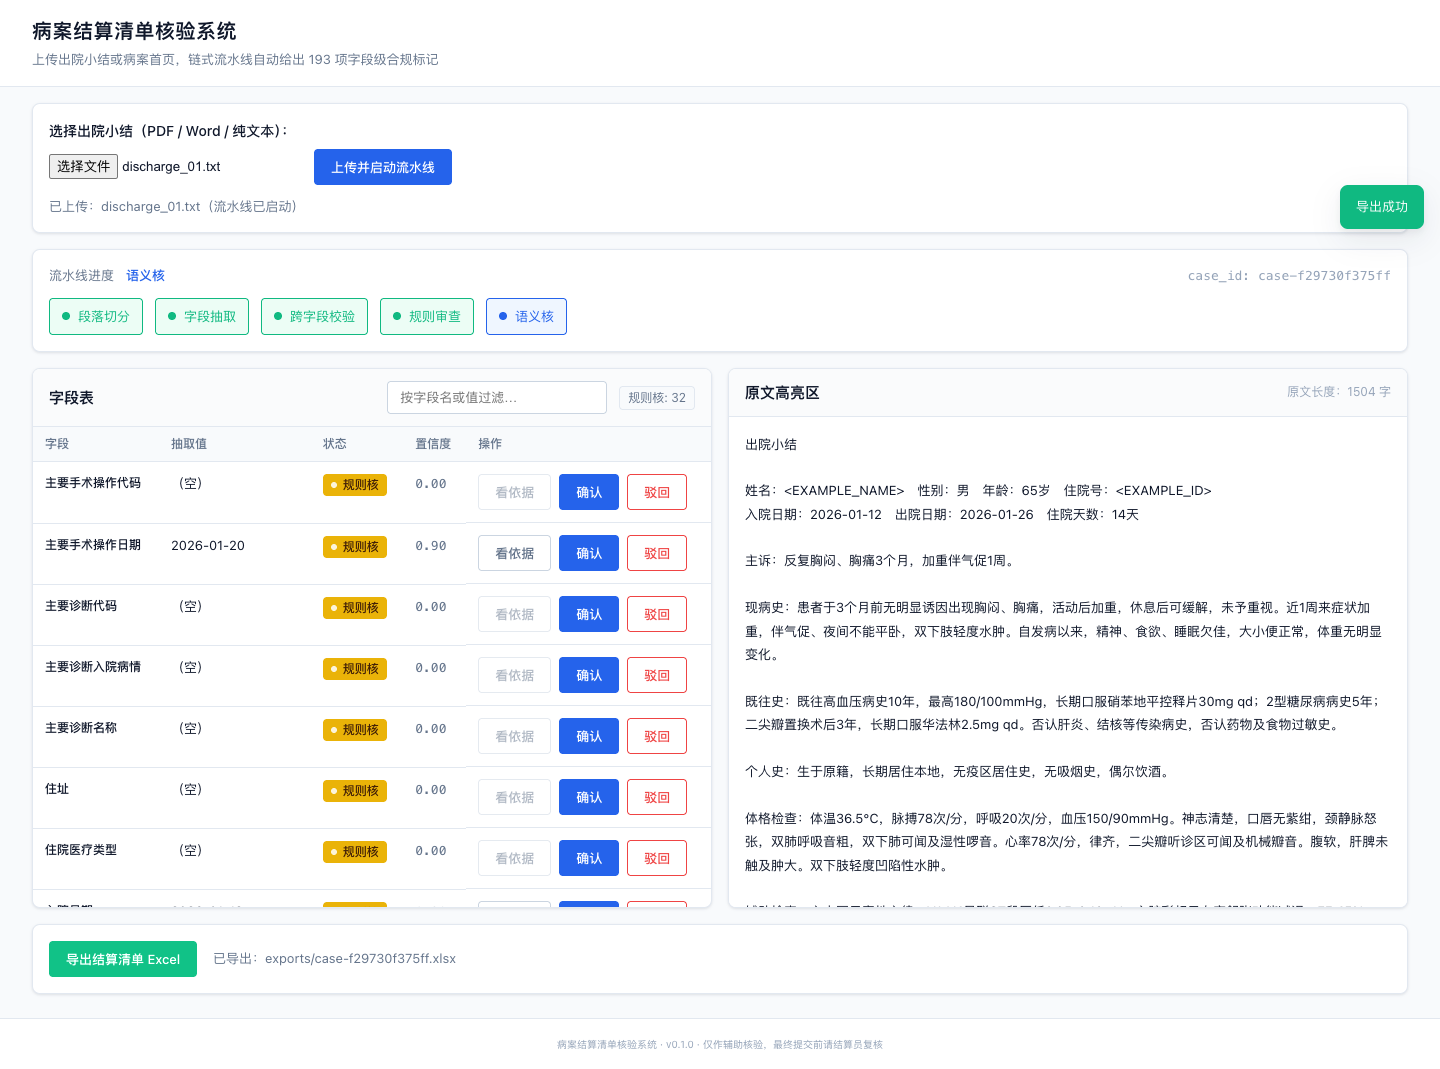 病案结算清单核验系统
上传出院小结或病案首页，链式流水线自动给出 193 项字段级合规标记
选择出院小结（PDF / Word / 纯文本）：
选择文件 discharge_01.txt 上传并启动流水线
已上传：discharge_01.txt（流水线已启动）
导出成功
流水线进度 语义核 case_id: case-f29730f375ff
段落切分 字段抽取 跨字段校验 规则审查 语义核
字段表 按字段名或值过滤... 规则核: 32
字段 抽取值 状态 置信度 操作
主要手术操作代码 （空） 规则核 0.00 看依据 确认 驳回
主要手术操作日期 2026-01-20 规则核 0.90 看依据 确认 驳回
主要诊断代码 （空） 规则核 0.00 看依据 确认 驳回
主要诊断入院病情 （空） 规则核 0.00 看依据 确认 驳回
主要诊断名称 （空） 规则核 0.00 看依据 确认 驳回
住址 （空） 规则核 0.00 看依据 确认 驳回
住院医疗类型 （空） 规则核 0.00 看依据 确认 驳回
原文高亮区 原文长度：1504 字
出院小结
姓名：<EXAMPLE_NAME> 性别：男 年龄：65岁 住院号：<EXAMPLE_ID>
入院日期：2026-01-12 出院日期：2026-01-26 住院天数：14天
主诉：反复胸闷、胸痛3个月，加重伴气促1周。
现病史：患者于3个月前无明显诱因出现胸闷、胸痛，活动后加重，休息后可缓解，未予重视。近1周来症状加
重，伴气促、夜间不能平卧，双下肢轻度水肿。自发病以来，精神、食欲、睡眠欠佳，大小便正常，体重无明显
变化。
既往史：既往高血压病史10年，最高180/100mmHg，长期口服硝苯地平控释片30mg qd；2型糖尿病病史5年；
二尖瓣置换术后3年，长期口服华法林2.5mg qd。否认肝炎、结核等传染病史，否认药物及食物过敏史。
个人史：生于原籍，长期居住本地，无疫区居住史，无吸烟史，偶尔饮酒。
体格检查：体温36.5°C，脉搏78次/分，呼吸20次/分，血压150/90mmHg。神志清楚，口唇无紫绀，颈静脉怒
张，双肺呼吸音粗，双下肺可闻及湿性啰音。心率78次/分，律齐，二尖瓣听诊区可闻及机械瓣音。腹软，肝脾未
触及肿大。双下肢轻度凹陷性水肿。
导出结算清单 Excel 已导出：exports/case-f29730f375ff.xlsx
病案结算清单核验系统 · v0.1.0 · 仅作辅助核验，最终提交前请结算员复核